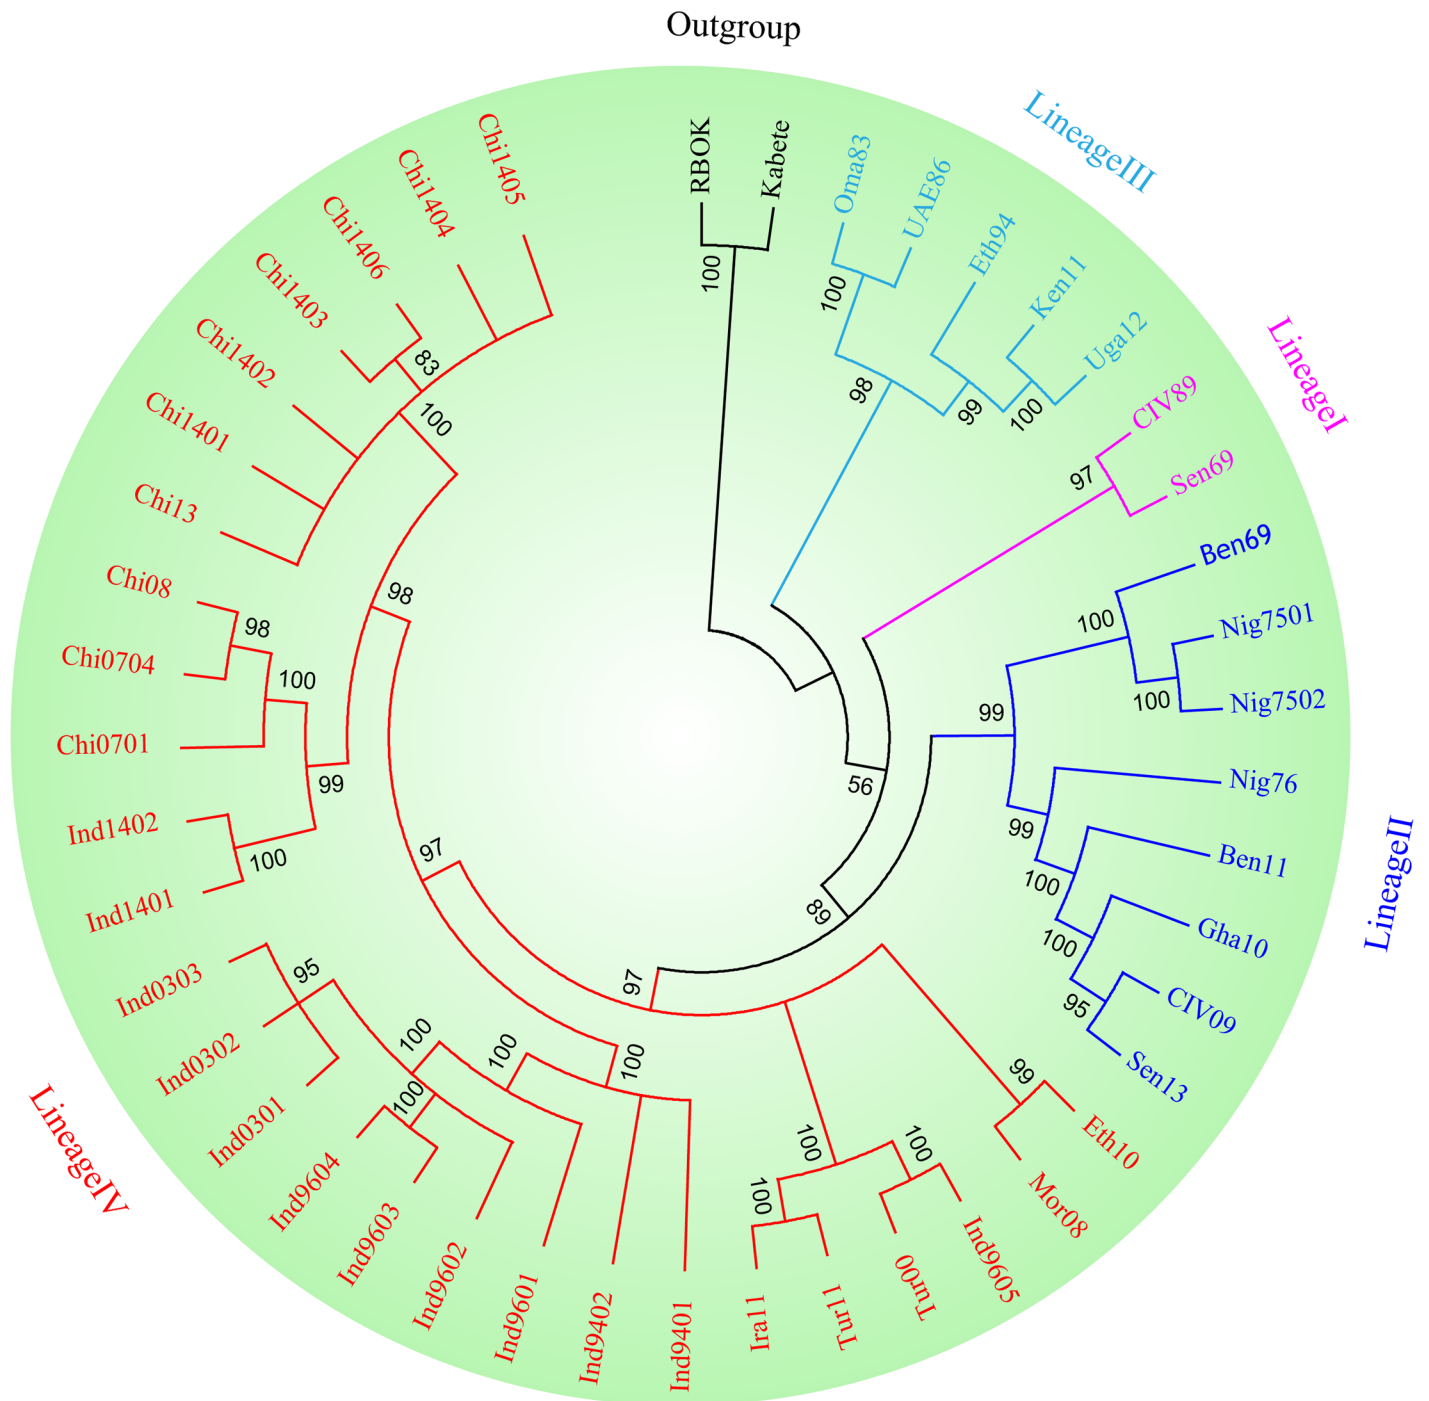 Outgroup
RBOK
Kabete
100
LineageIII
Oma83
UAE86
Eth94
Ken11
Uga12
100
98
99
100
LineageI
CIV89
Sen69
97
56
89
LineageII
Ben69
Nig7501
Nig7502
Nig76
Ben11
Gha10
CIV09
Sen13
100
100
99
99
100
100
95
Eth10
Mor08
99
Ind9605
Tur00
Tur11
Ira11
100
100
100
97
Ind9401
Ind9402
Ind9601
Ind9602
Ind9603
Ind9604
Ind0301
Ind0302
Ind0303
100
100
100
100
95
97
LineageIV
Ind1401
Ind1402
100
99
Chi0701
Chi0704
Chi08
100
98
98
Chi13
Chi1401
Chi1402
Chi1403
Chi1406
Chi1404
Chi1405
83
100